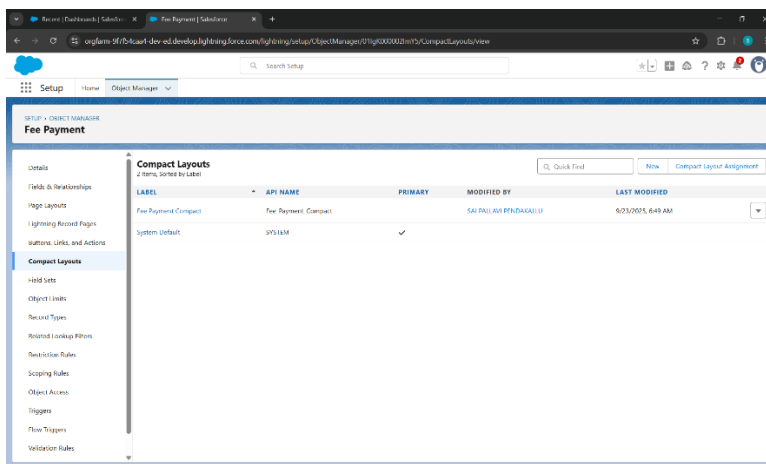 Recent | Dashboards | Salesforc
Fee Payment | Salesforce
orgfarm-9f7f54caa4-dev-ed.develop.lightning.force.com/lightning/setup/ObjectManager/
/CompactLayouts/view
Search Setup
Setup
Home
Object Manager
SETUP > OBJECT MANAGER
Fee Payment
Details
Fields & Relationships
Page Layouts
Lightning Record Pages
Buttons, Links, and Actions
Compact Layouts
Field Sets
Object Limits
Record Types
Related Lookup Filters
Restriction Rules
Scoping Rules
Object Access
Triggers
Flow Triggers
Validation Rules
Compact Layouts
2 Items, Sorted by Label
Quick Find
New
Compact Layout Assignment
LABEL API NAME PRIMARY MODIFIED BY LAST MODIFIED
Fee Payment Compact Fee_Payment_Compact SAI PALLAVI PENDAKALLU 9/23/2025, 6:49 AM
System Default SYSTEM